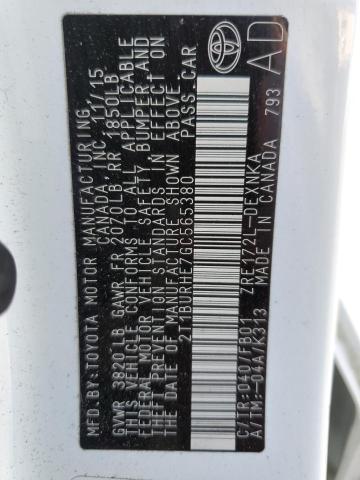 MFD. BY: TOYOTA MOTOR MANUFACTURING,
CANADA, INC. 11/15
GVWR 3820LB GAWR FR 2020LB RR 1850LB
THIS VEHICLE CONFORMS TO ALL APPLICABLE
FEDERAL MOTOR VEHICLE SAFETY, BUMPER, AND
THEFT PREVENTION STANDARDS IN EFFECT ON
THE DATE OF MANUFACTURE SHOWN ABOVE.
2T1BURHE7GC565380 PASS. CAR
C/TR: 040/FB01 ZRE172L-DEXNKA
A/TM: -04A/K313 MADE IN CANADA 793
AD
TOYOTA